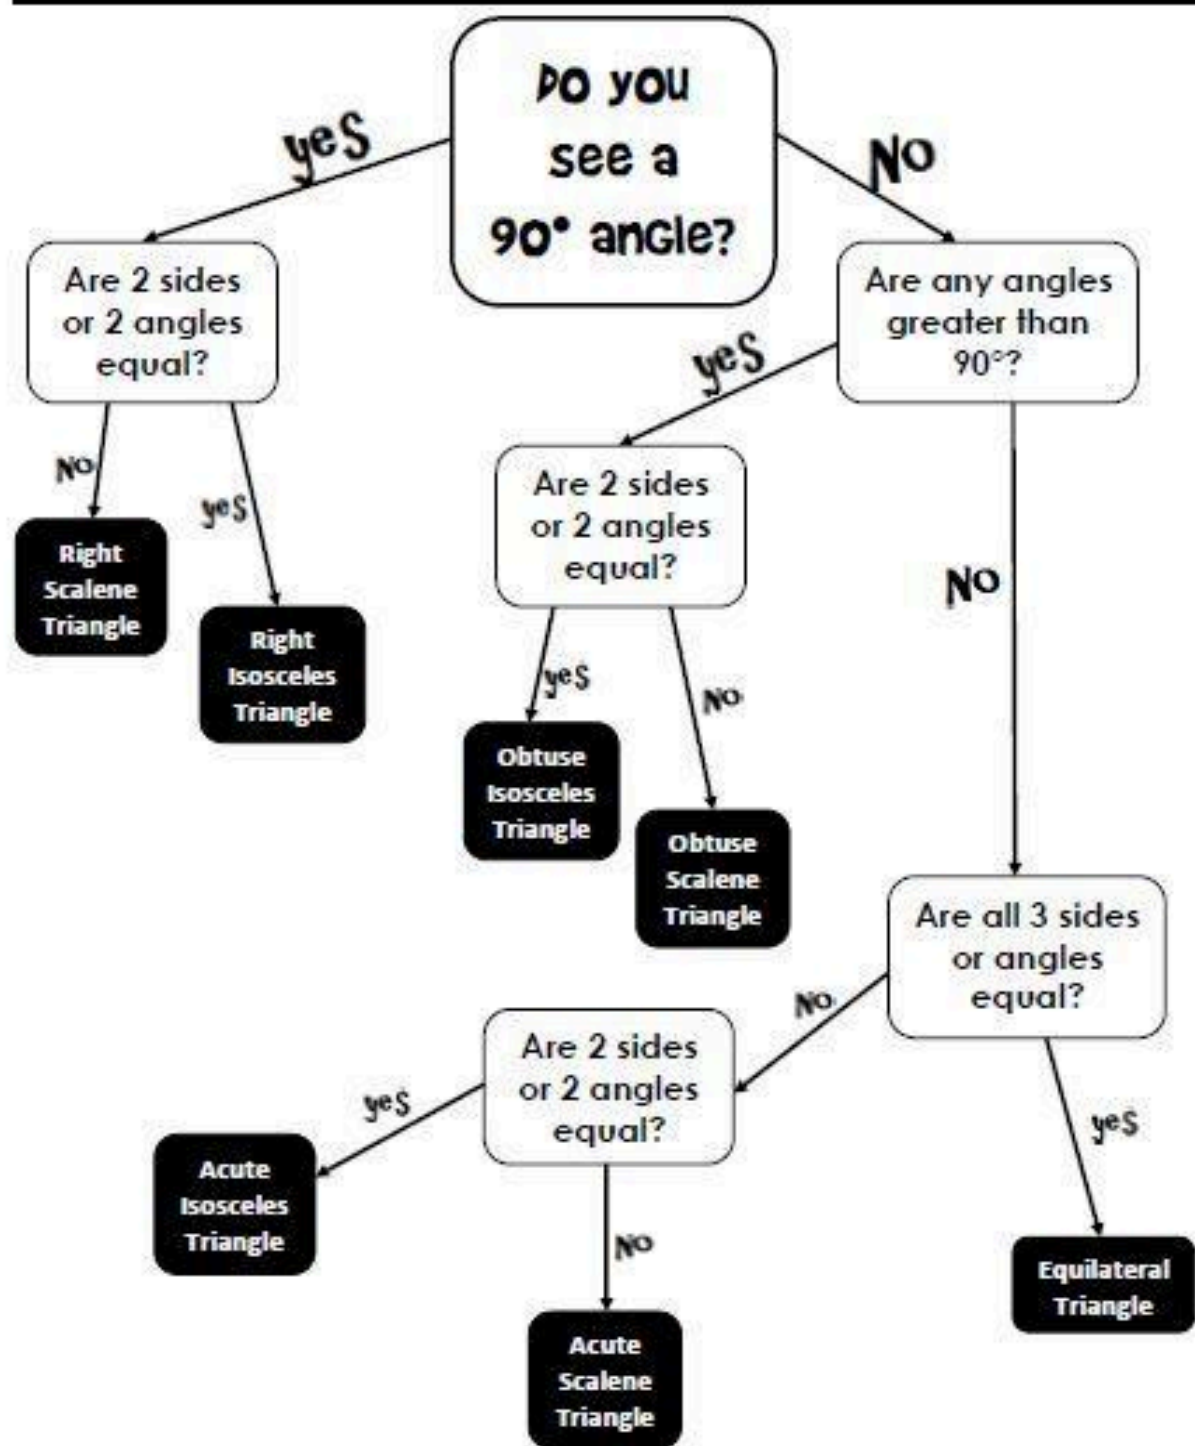 Do you
see a
90° angle?
yes
No
Are 2 sides
or 2 angles
equal?
Are any angles
greater than
90°?
No
yes
Right
Scalene
Triangle
Right
Isosceles
Triangle
yes
Are 2 sides
or 2 angles
equal?
No
yes
No
Obtuse
Isosceles
Triangle
Obtuse
Scalene
Triangle
Are all 3 sides
or angles
equal?
No
yes
Are 2 sides
or 2 angles
equal?
yes
No
Acute
Isosceles
Triangle
Acute
Scalene
Triangle
Equilateral
Triangle